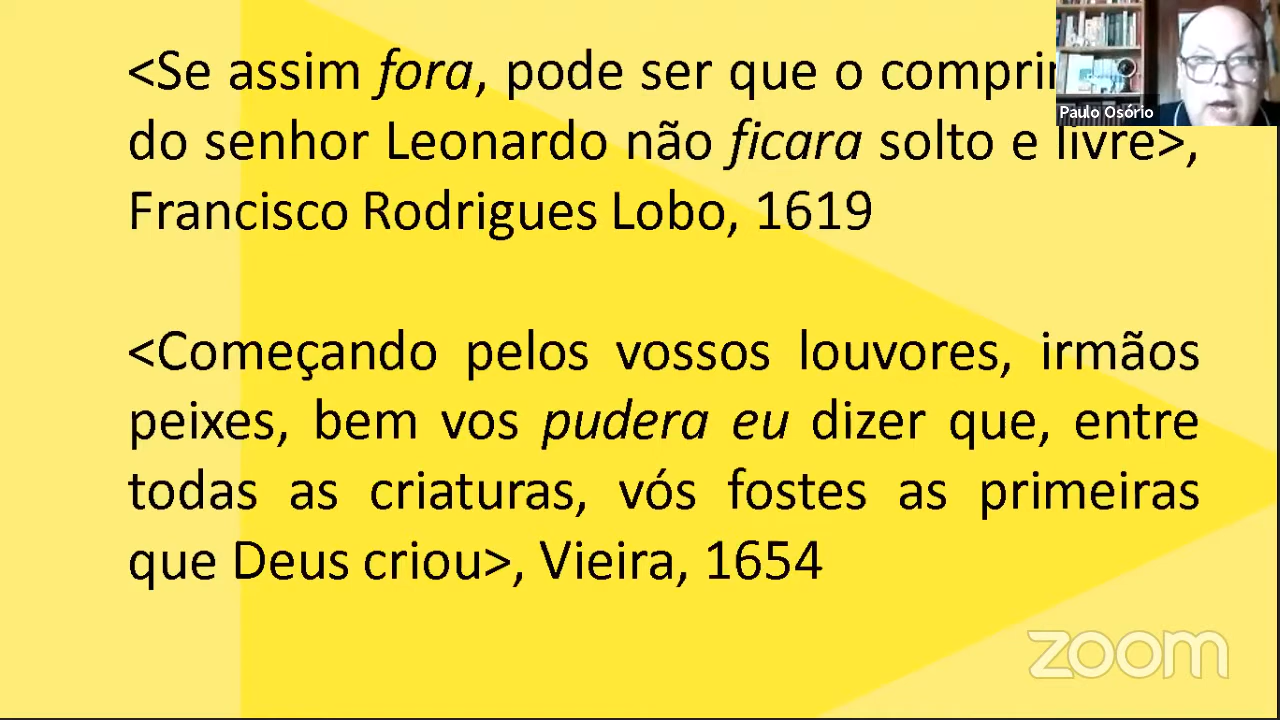 <Se assim fora, pode ser que o
do senhor Leonardo não ficara solto e livre>,
Francisco Rodrigues Lobo, 1619
<Começando pelos vossos louvores, irmãos
peixes, bem vos pudera eu dizer que, entre
todas as criaturas, vós fostes as primeiras
que Deus criou>, Vieira, 1654
Paulo Osório
zoom